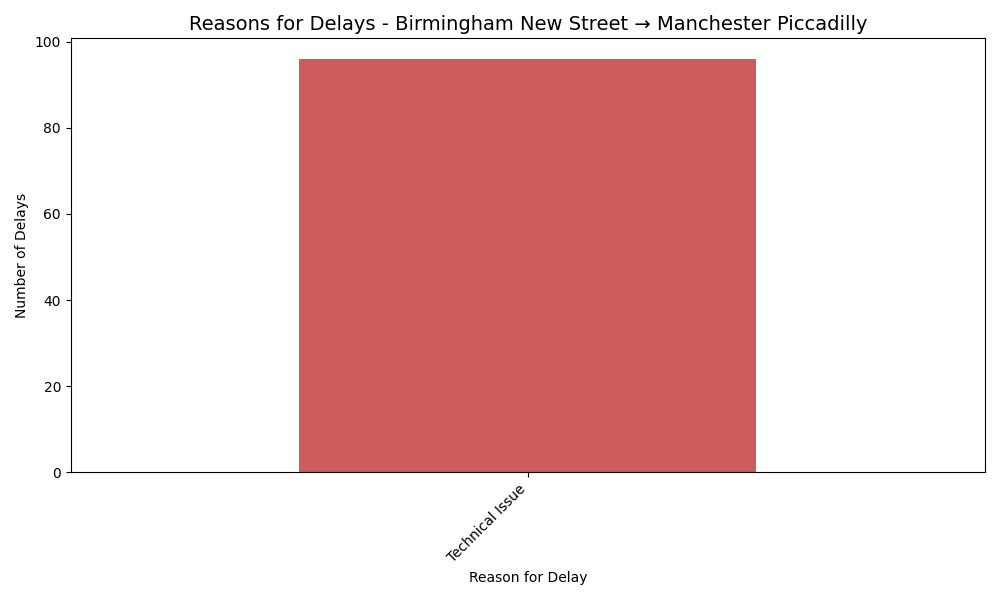 Reasons for Delays - Birmingham New Street → Manchester Piccadilly
100
80
60
40
20
0
Number of Delays
Technical Issue
Reason for Delay